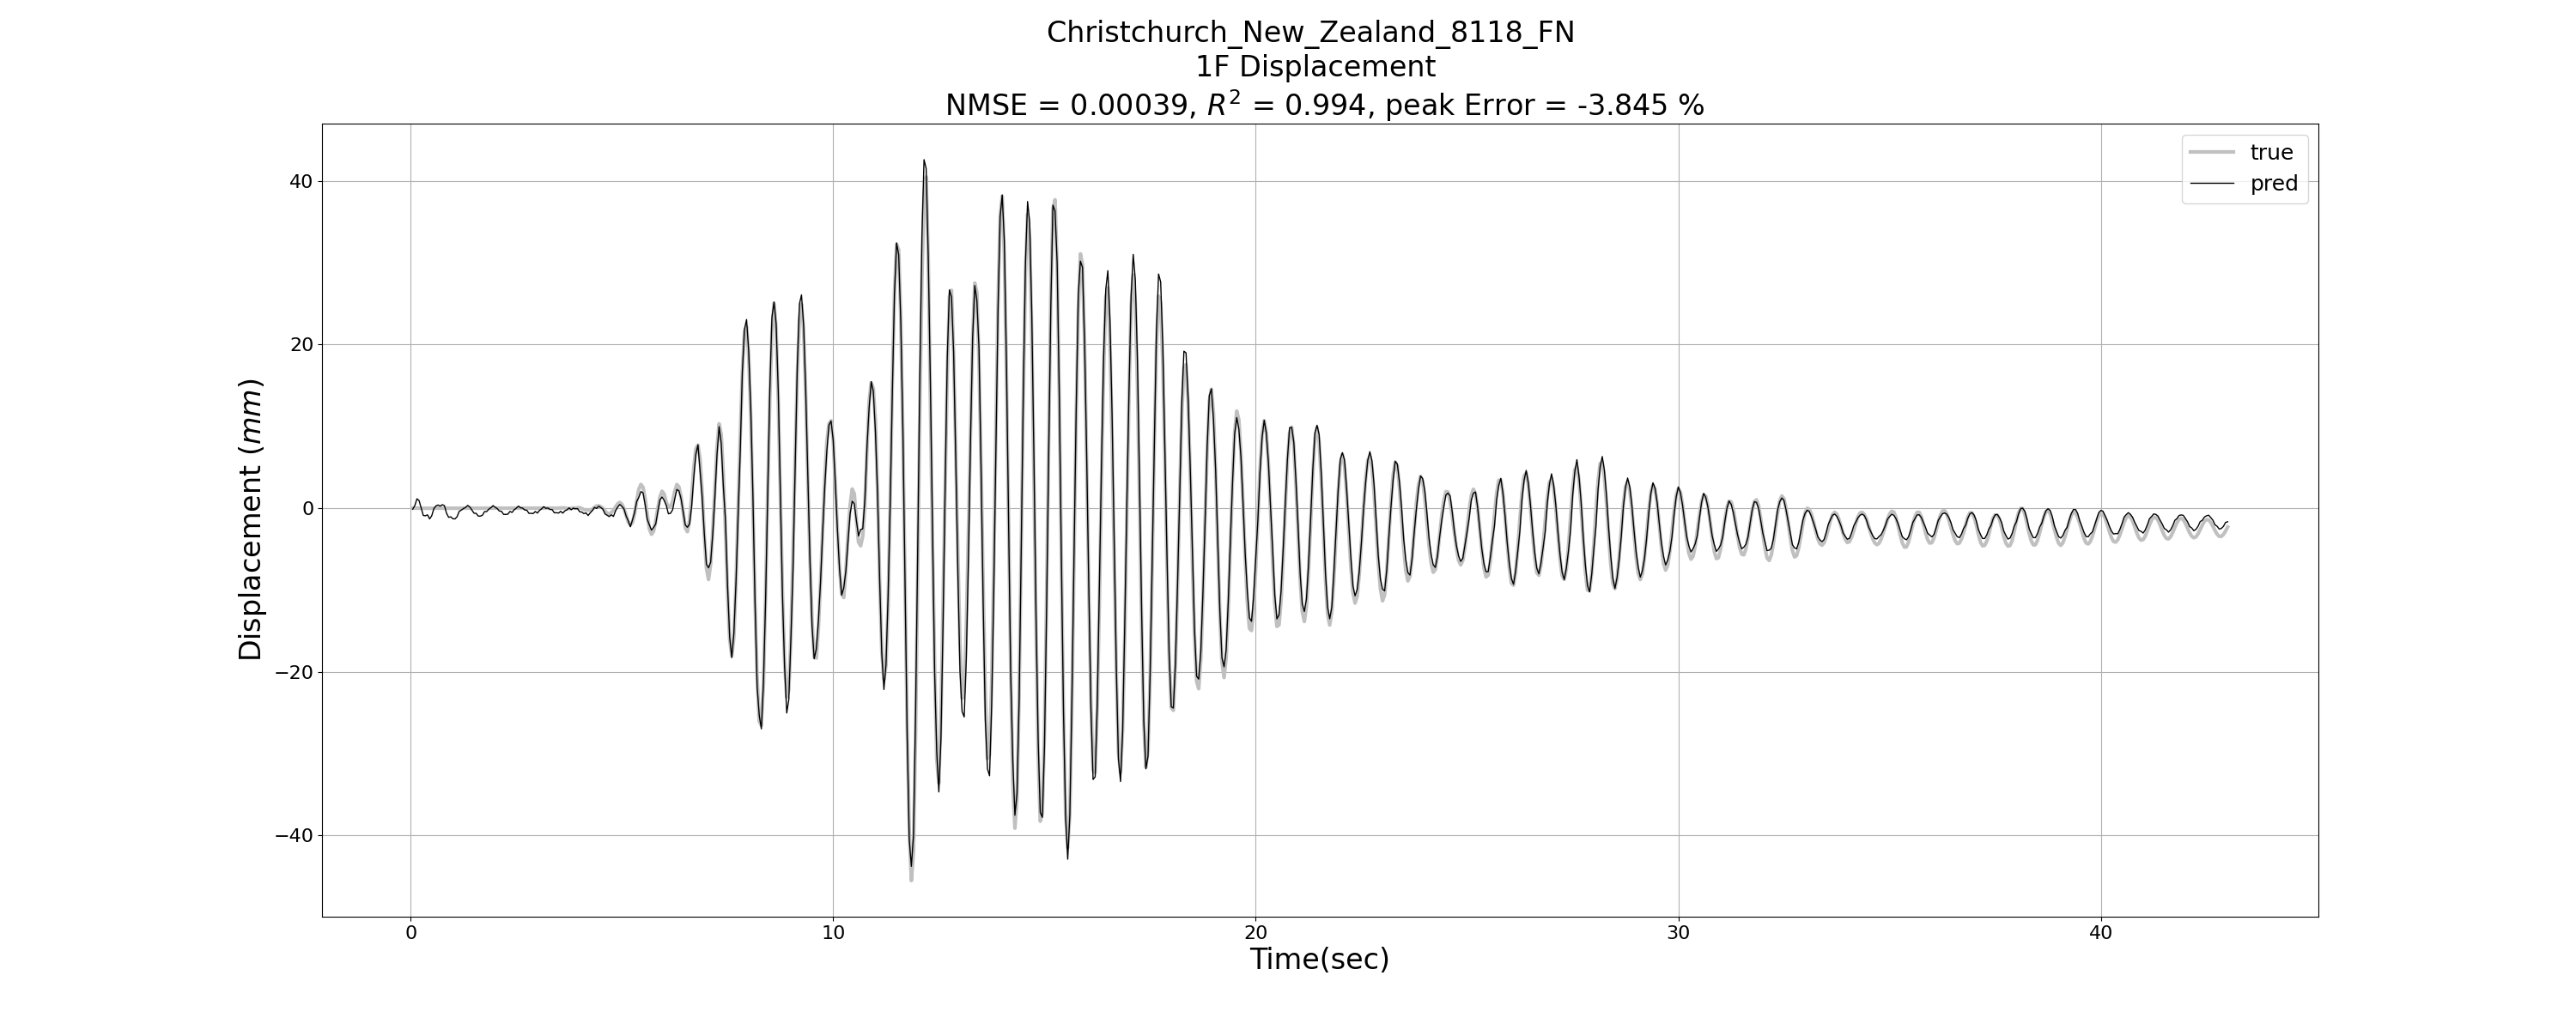 Christchurch_New_Zealand_8118_FN
1F Displacement
NMSE = 0.00039, R² = 0.994, peak Error = -3.845 %
true
pred
40
20
0
−20
−40
Displacement (mm)
0
10
20
30
40
Time(sec)